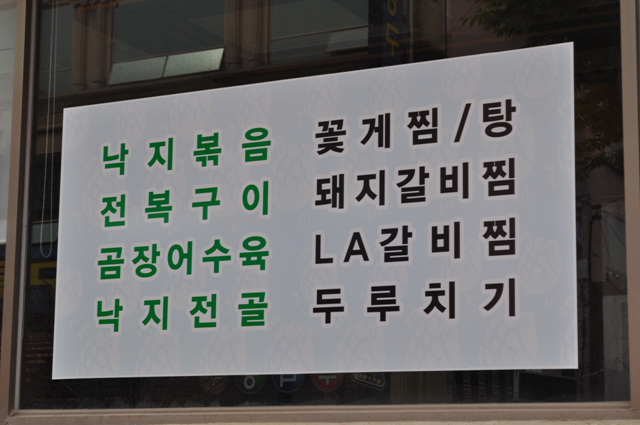 낙지볶음
전복구이
곰장어수육
낙지전골
꽃게찜/탕
돼지갈비찜
LA갈비찜
두루치기